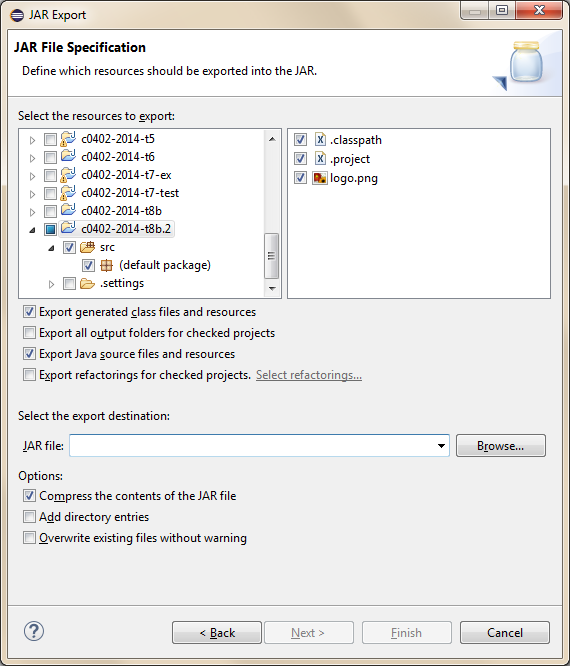 JAR Export
JAR File Specification
Define which resources should be exported into the JAR.
Select the resources to export:
c0402-2014-t5
c0402-2014-t6
c0402-2014-t7-ex
c0402-2014-t7-test
c0402-2014-t8b
c0402-2014-t8b.2
src
(default package)
.settings
.classpath
.project
logo.png
Export generated class files and resources
Export all output folders for checked projects
Export Java source files and resources
Export refactorings for checked projects. Select refactorings...
Select the export destination:
JAR file: Browse...
Options:
Compress the contents of the JAR file
Add directory entries
Overwrite existing files without warning
? < Back Next > Finish Cancel